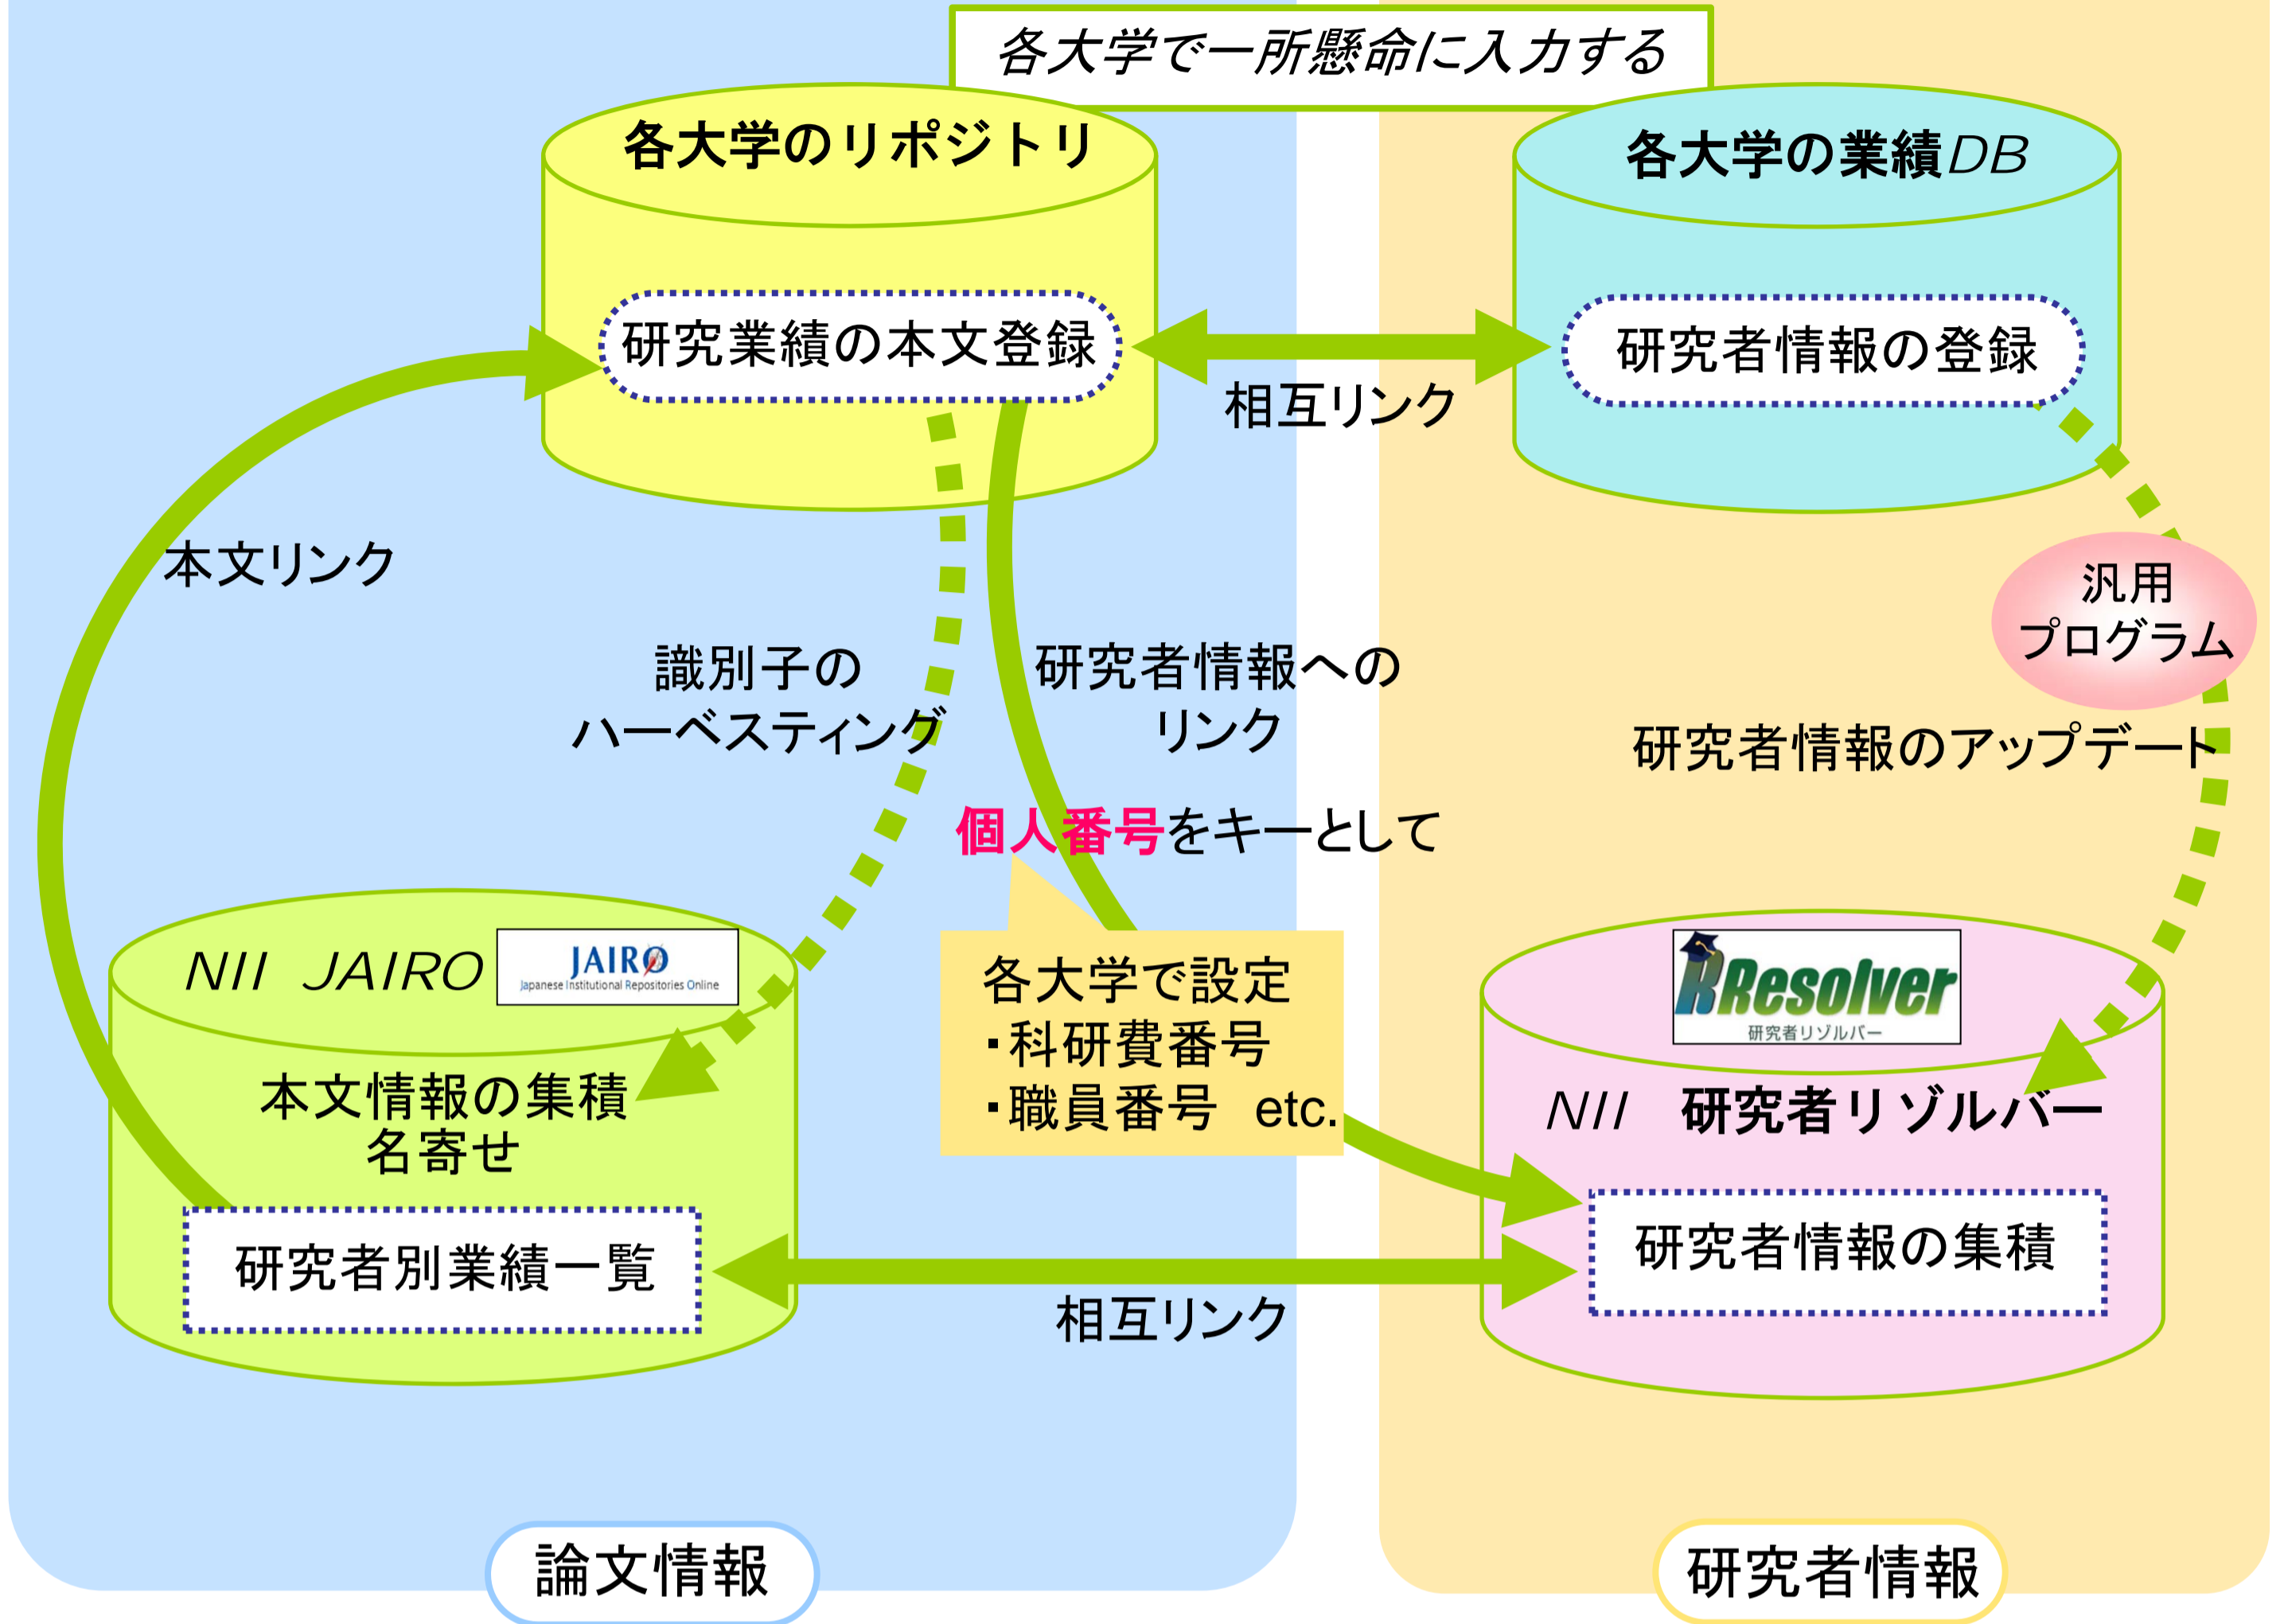 各大学で一所懸命に入力する
各大学のリポジトリ
各大学の業績DB
研究業績の本文登録
研究者情報の登録
相互リンク
本文リンク
汎用
プログラム
識別子の
ハーベスティング
研究者情報への
リンク
研究者情報のアップデート
個人番号をキーとして
NII JAIRO
JAIRO
Japanese Institutional Repositories Online
各大学で設定
・科研費番号
・職員番号 etc.
RResolver
研究者リゾルバー
本文情報の集積
名寄せ
NII 研究者リゾルバー
研究者別業績一覧
研究者情報の集積
相互リンク
論文情報
研究者情報